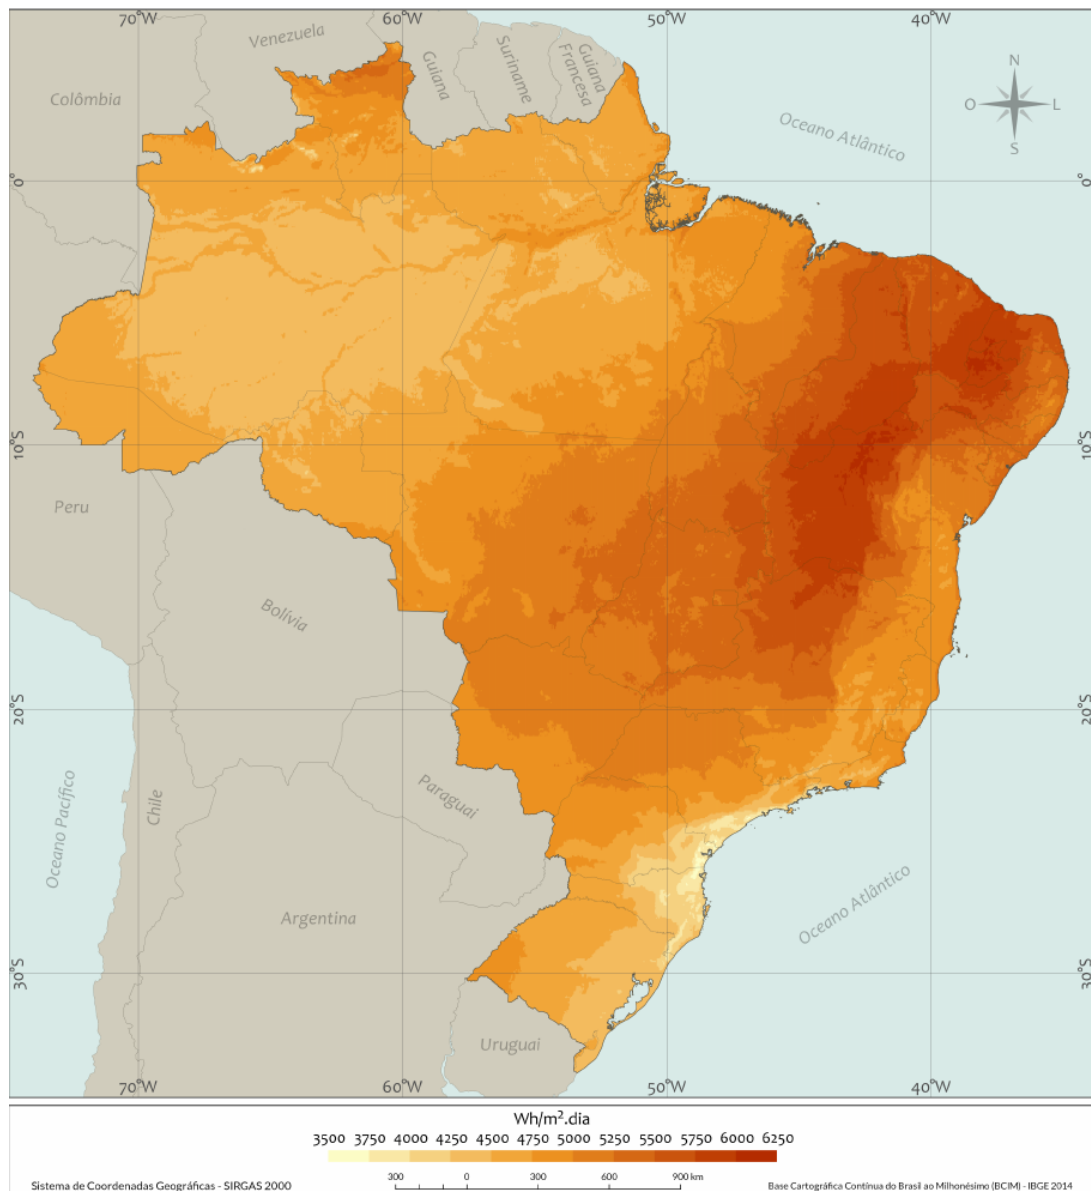 70°W 60°W 50°W 40°W
Venezuela
Guiana
Suriname
Guiana
Francesa
Colômbia
N
O L
S
Oceano Atlântico
0° 0°
10°S 10°S
Peru
Bolívia
20°S 20°S
Paraguai
Chile
Oceano Pacífico
Oceano Atlântico
Argentina
30°S 30°S
Uruguai
70°W 60°W 50°W 40°W
Wh/m².dia
3500 3750 4000 4250 4500 4750 5000 5250 5500 5750 6000 6250
300 0 300 600 900 km
Sistema de Coordenadas Geográficas - SIRGAS 2000
Base Cartográfica Contínua do Brasil ao Milhonésimo (BCIM) - IBGE 2014